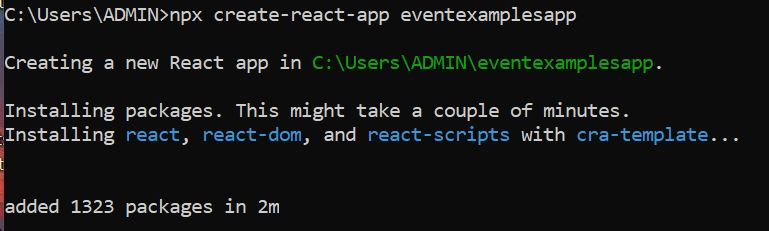 C:\Users\ADMIN>npx create-react-app eventexamplesapp
Creating a new React app in C:\Users\ADMIN\eventexamplesapp.
Installing packages. This might take a couple of minutes.
Installing react, react-dom, and react-scripts with cra-template...
added 1323 packages in 2m